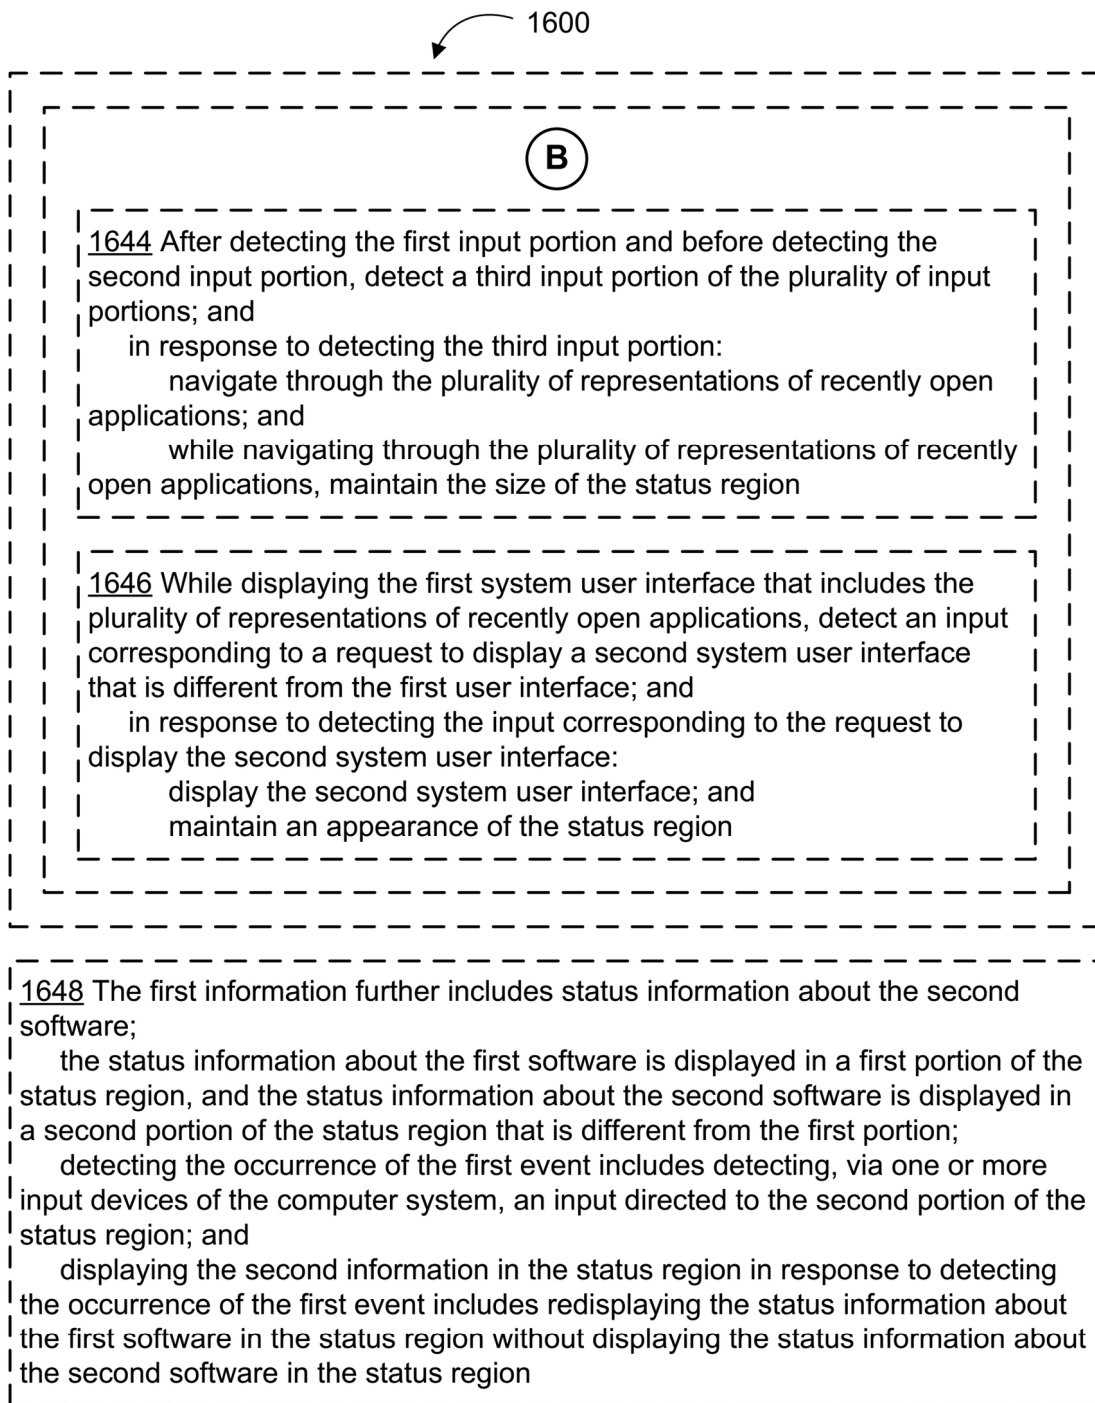 1600
B
1644 After detecting the first input portion and before detecting the
second input portion, detect a third input portion of the plurality of input
portions; and
in response to detecting the third input portion:
navigate through the plurality of representations of recently open
applications; and
while navigating through the plurality of representations of recently
open applications, maintain the size of the status region
1646 While displaying the first system user interface that includes the
plurality of representations of recently open applications, detect an input
corresponding to a request to display a second system user interface
that is different from the first user interface; and
in response to detecting the input corresponding to the request to
display the second system user interface:
display the second system user interface; and
maintain an appearance of the status region
1648 The first information further includes status information about the second
software;
the status information about the first software is displayed in a first portion of the
status region, and the status information about the second software is displayed in
a second portion of the status region that is different from the first portion;
detecting the occurrence of the first event includes detecting, via one or more
input devices of the computer system, an input directed to the second portion of the
status region; and
displaying the second information in the status region in response to detecting
the occurrence of the first event includes redisplaying the status information about
the first software in the status region without displaying the status information about
the second software in the status region